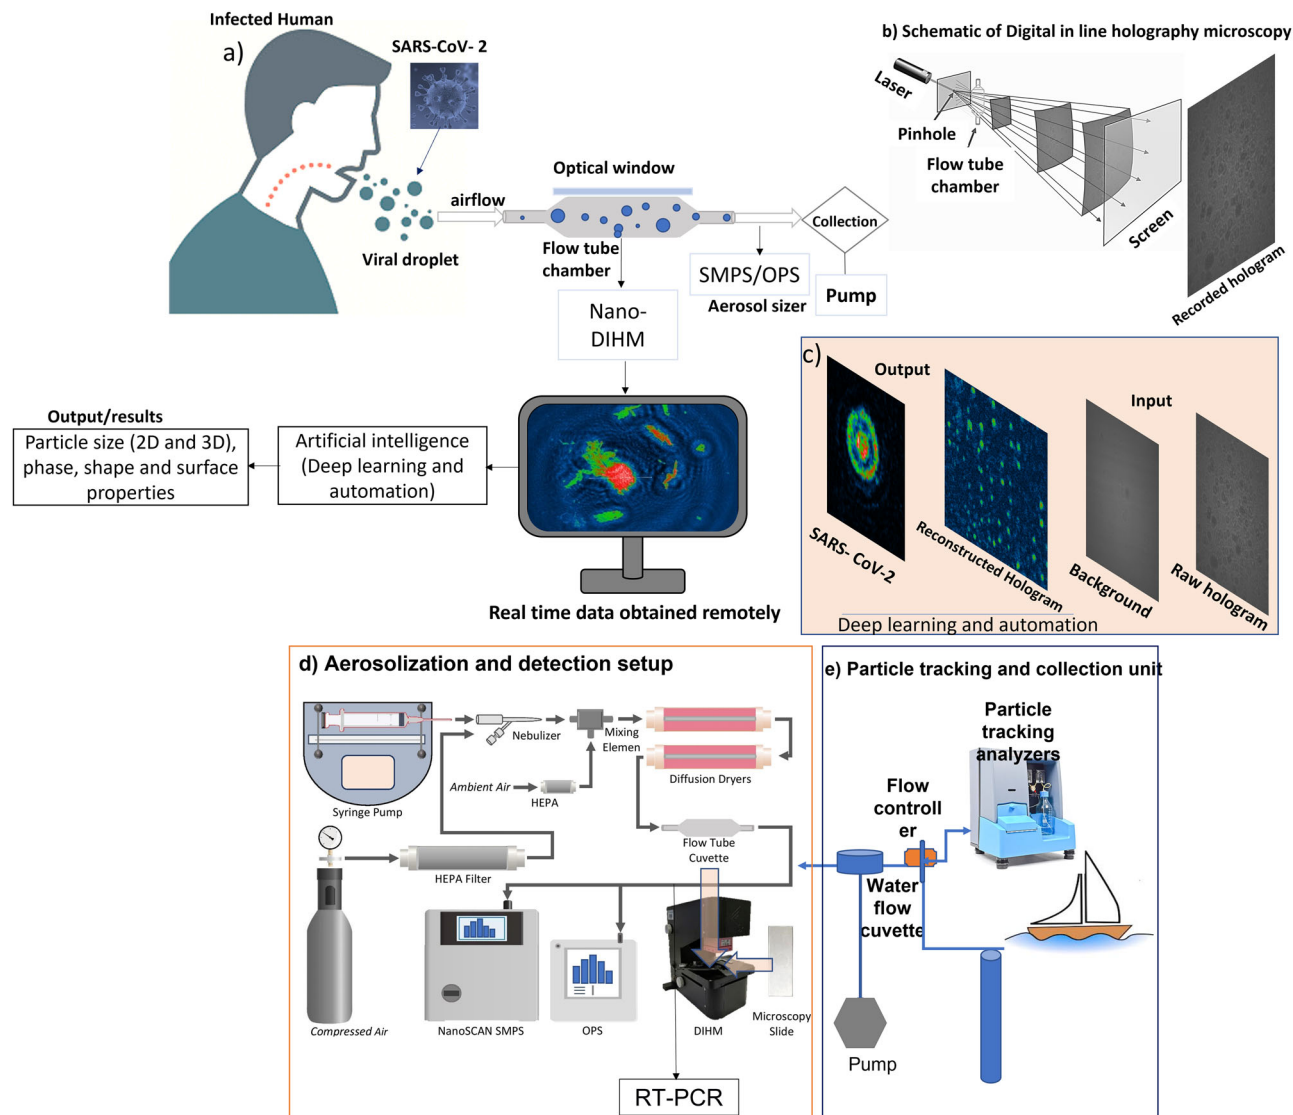 Infected Human
a)
SARS-CoV- 2
Viral droplet
airflow
Optical window
Flow tube
chamber
Collection
SMPS/OPS
Aerosol sizer
Pump
Nano-
DIHM
Output/results
Particle size (2D and 3D),
phase, shape and surface
properties
Artificial intelligence
(Deep learning and
automation)
Real time data obtained remotely
b) Schematic of Digital in line holography microscopy
Laser
Pinhole
Flow tube
chamber
Screen
Recorded hologram
c)
Output
Input
SARS- CoV-2
Reconstructed Hologram
Background
Raw hologram
Deep learning and automation
d) Aerosolization and detection setup
Syringe Pump
Nebulizer
Mixing
Elemen
Ambient Air
HEPA
Diffusion Dryers
Flow Tube
Cuvette
HEPA Filter
Compressed Air
NanoSCAN SMPS
OPS
DIHM
Microscopy
Slide
RT-PCR
e) Particle tracking and collection unit
Particle
tracking
analyzers
Flow
controll
er
Water
flow
cuvette
Pump